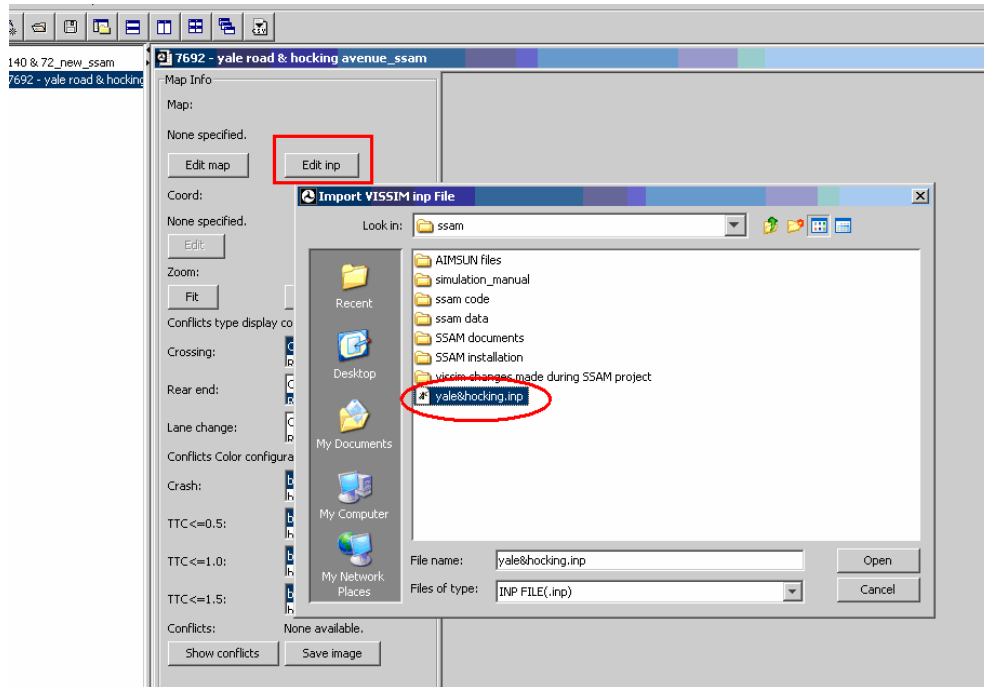 140 & 72_new_ssam
7692 - yale road & hocking
7692 - yale road & hocking avenue_ssam
Map Info
Map:
None specified.
Edit map
Edit inp
Coord:
None specified.
Edit
Zoom:
Fit
Conflicts type display co
Crossing:
Rear end:
Lane change:
Conflicts Color configura
Crash:
TTC<=0.5:
TTC<=1.0:
TTC<=1.5:
Conflicts:
None available.
Show conflicts
Save image
Import VISSIM inp File
Look in:
ssam
Recent
Desktop
My Documents
My Computer
My Network
Places
AIMSUN files
simulation_manual
ssam code
ssam data
SSAM documents
SSAM installation
vissim changes made during SSAM project
yale&hocking.inp
File name:
yale&hocking.inp
Open
Files of type:
INP FILE(.inp)
Cancel